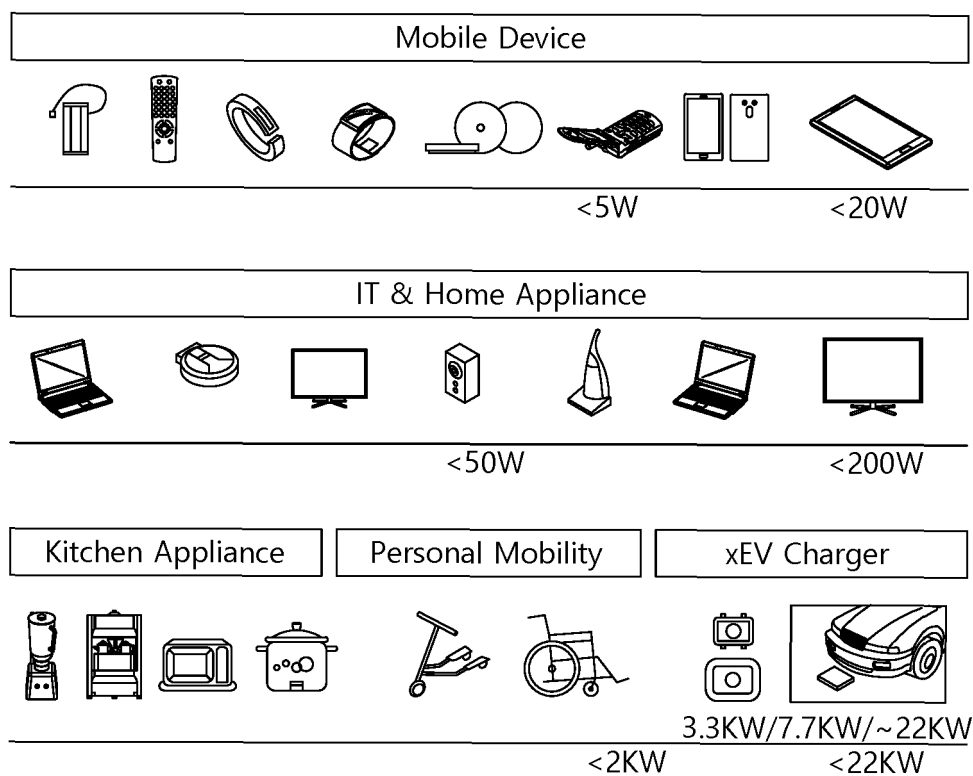 Mobile Device
<5W
<20W
IT & Home Appliance
<50W
<200W
Kitchen Appliance
Personal Mobility
xEV Charger
3.3KW/7.7KW/~22KW
<2KW
<22KW